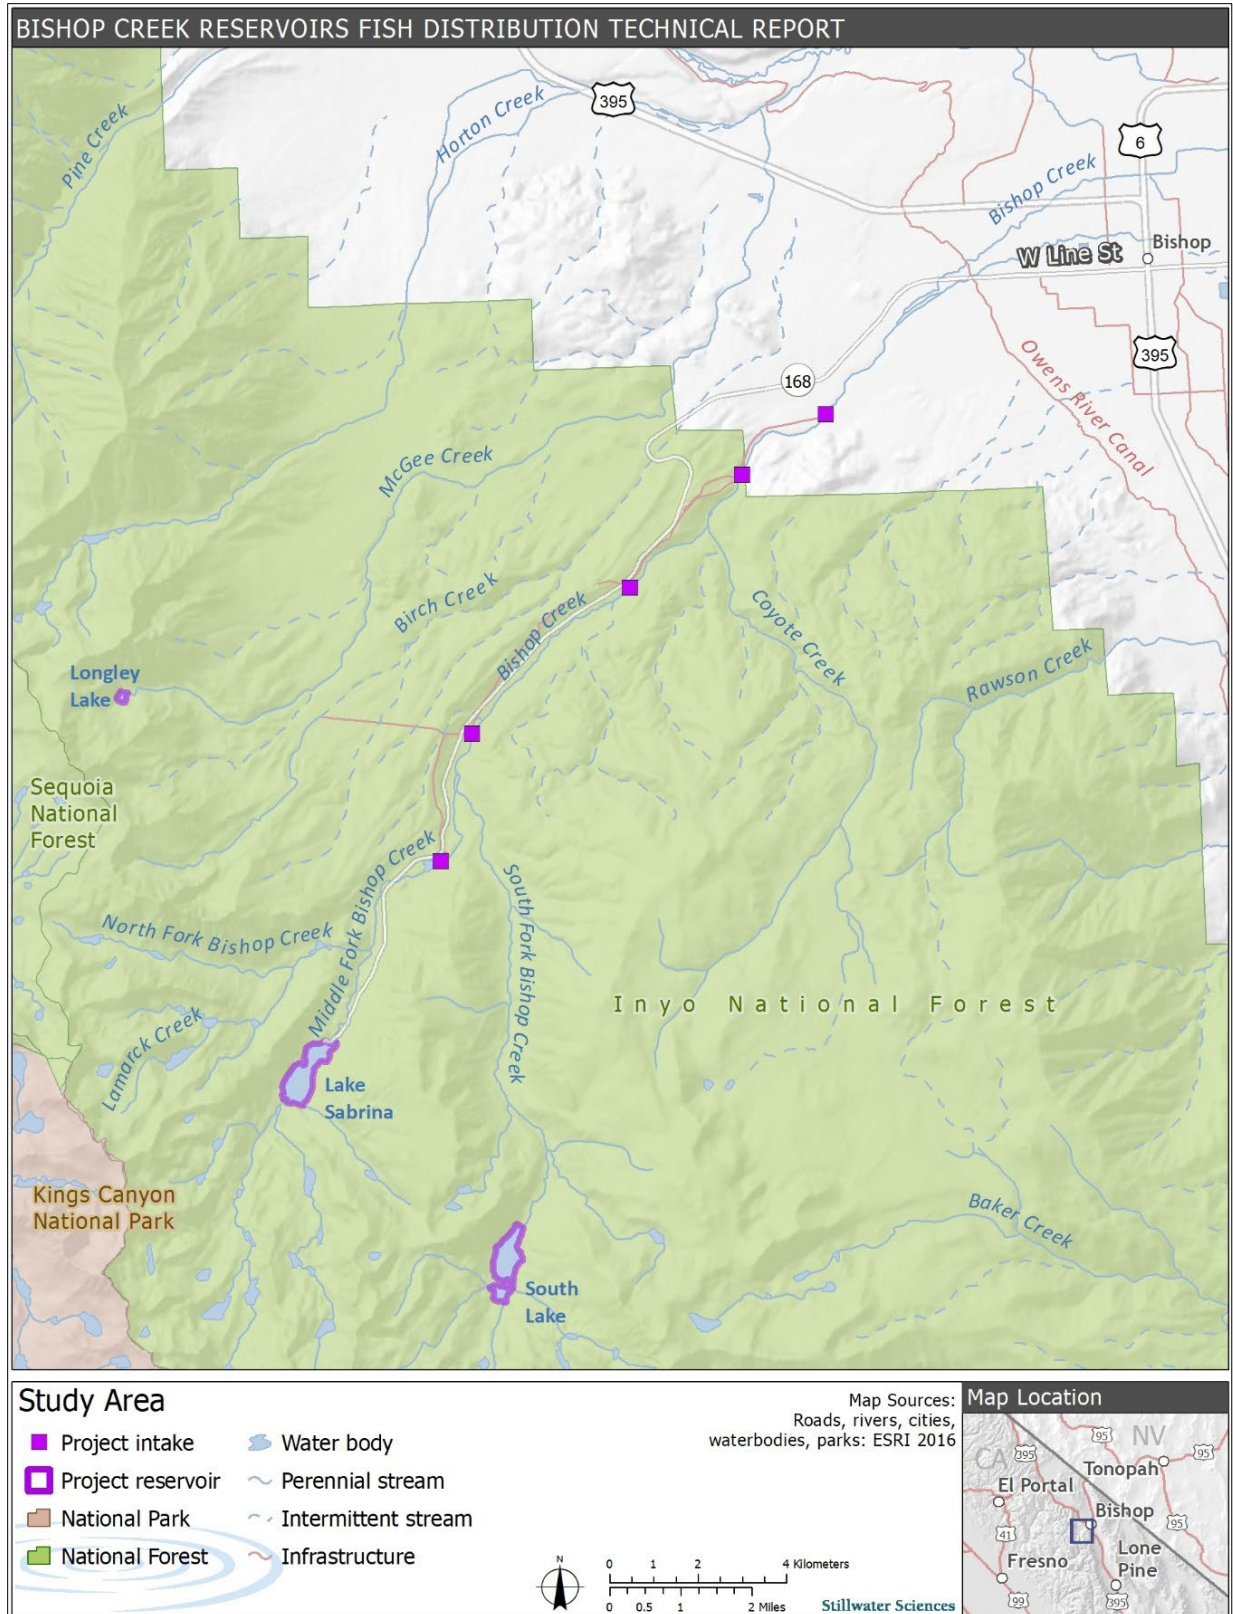 BISHOP CREEK RESERVOIRS FISH DISTRIBUTION TECHNICAL REPORT
395
Horton Creek
Pine Creek
6
Bishop Creek
Bishop
W Line St
395
Owens River Canal
168
McGee Creek
Birch Creek
Bishop Creek
Coyote Creek
Rawson Creek
Longley
Lake
Sequoia
National
Forest
Middle Fork Bishop Creek
South Fork Bishop Creek
North Fork Bishop Creek
Inyo National Forest
Lamarck Creek
Lake
Sabrina
Kings Canyon
National Park
Baker Creek
South
Lake
Study Area
Project intake
Project reservoir
National Park
National Forest
Water body
Perennial stream
Intermittent stream
Infrastructure
Map Sources:
Roads, rivers, cities,
waterbodies, parks: ESRI 2016
N
0 1 2 4 Kilometers
0 0.5 1 2 Miles
Stillwater Sciences
Map Location
CA
NV
395
95
95
Tonopah
El Portal
Bishop
41
95
Lone
Pine
Fresno
99
395